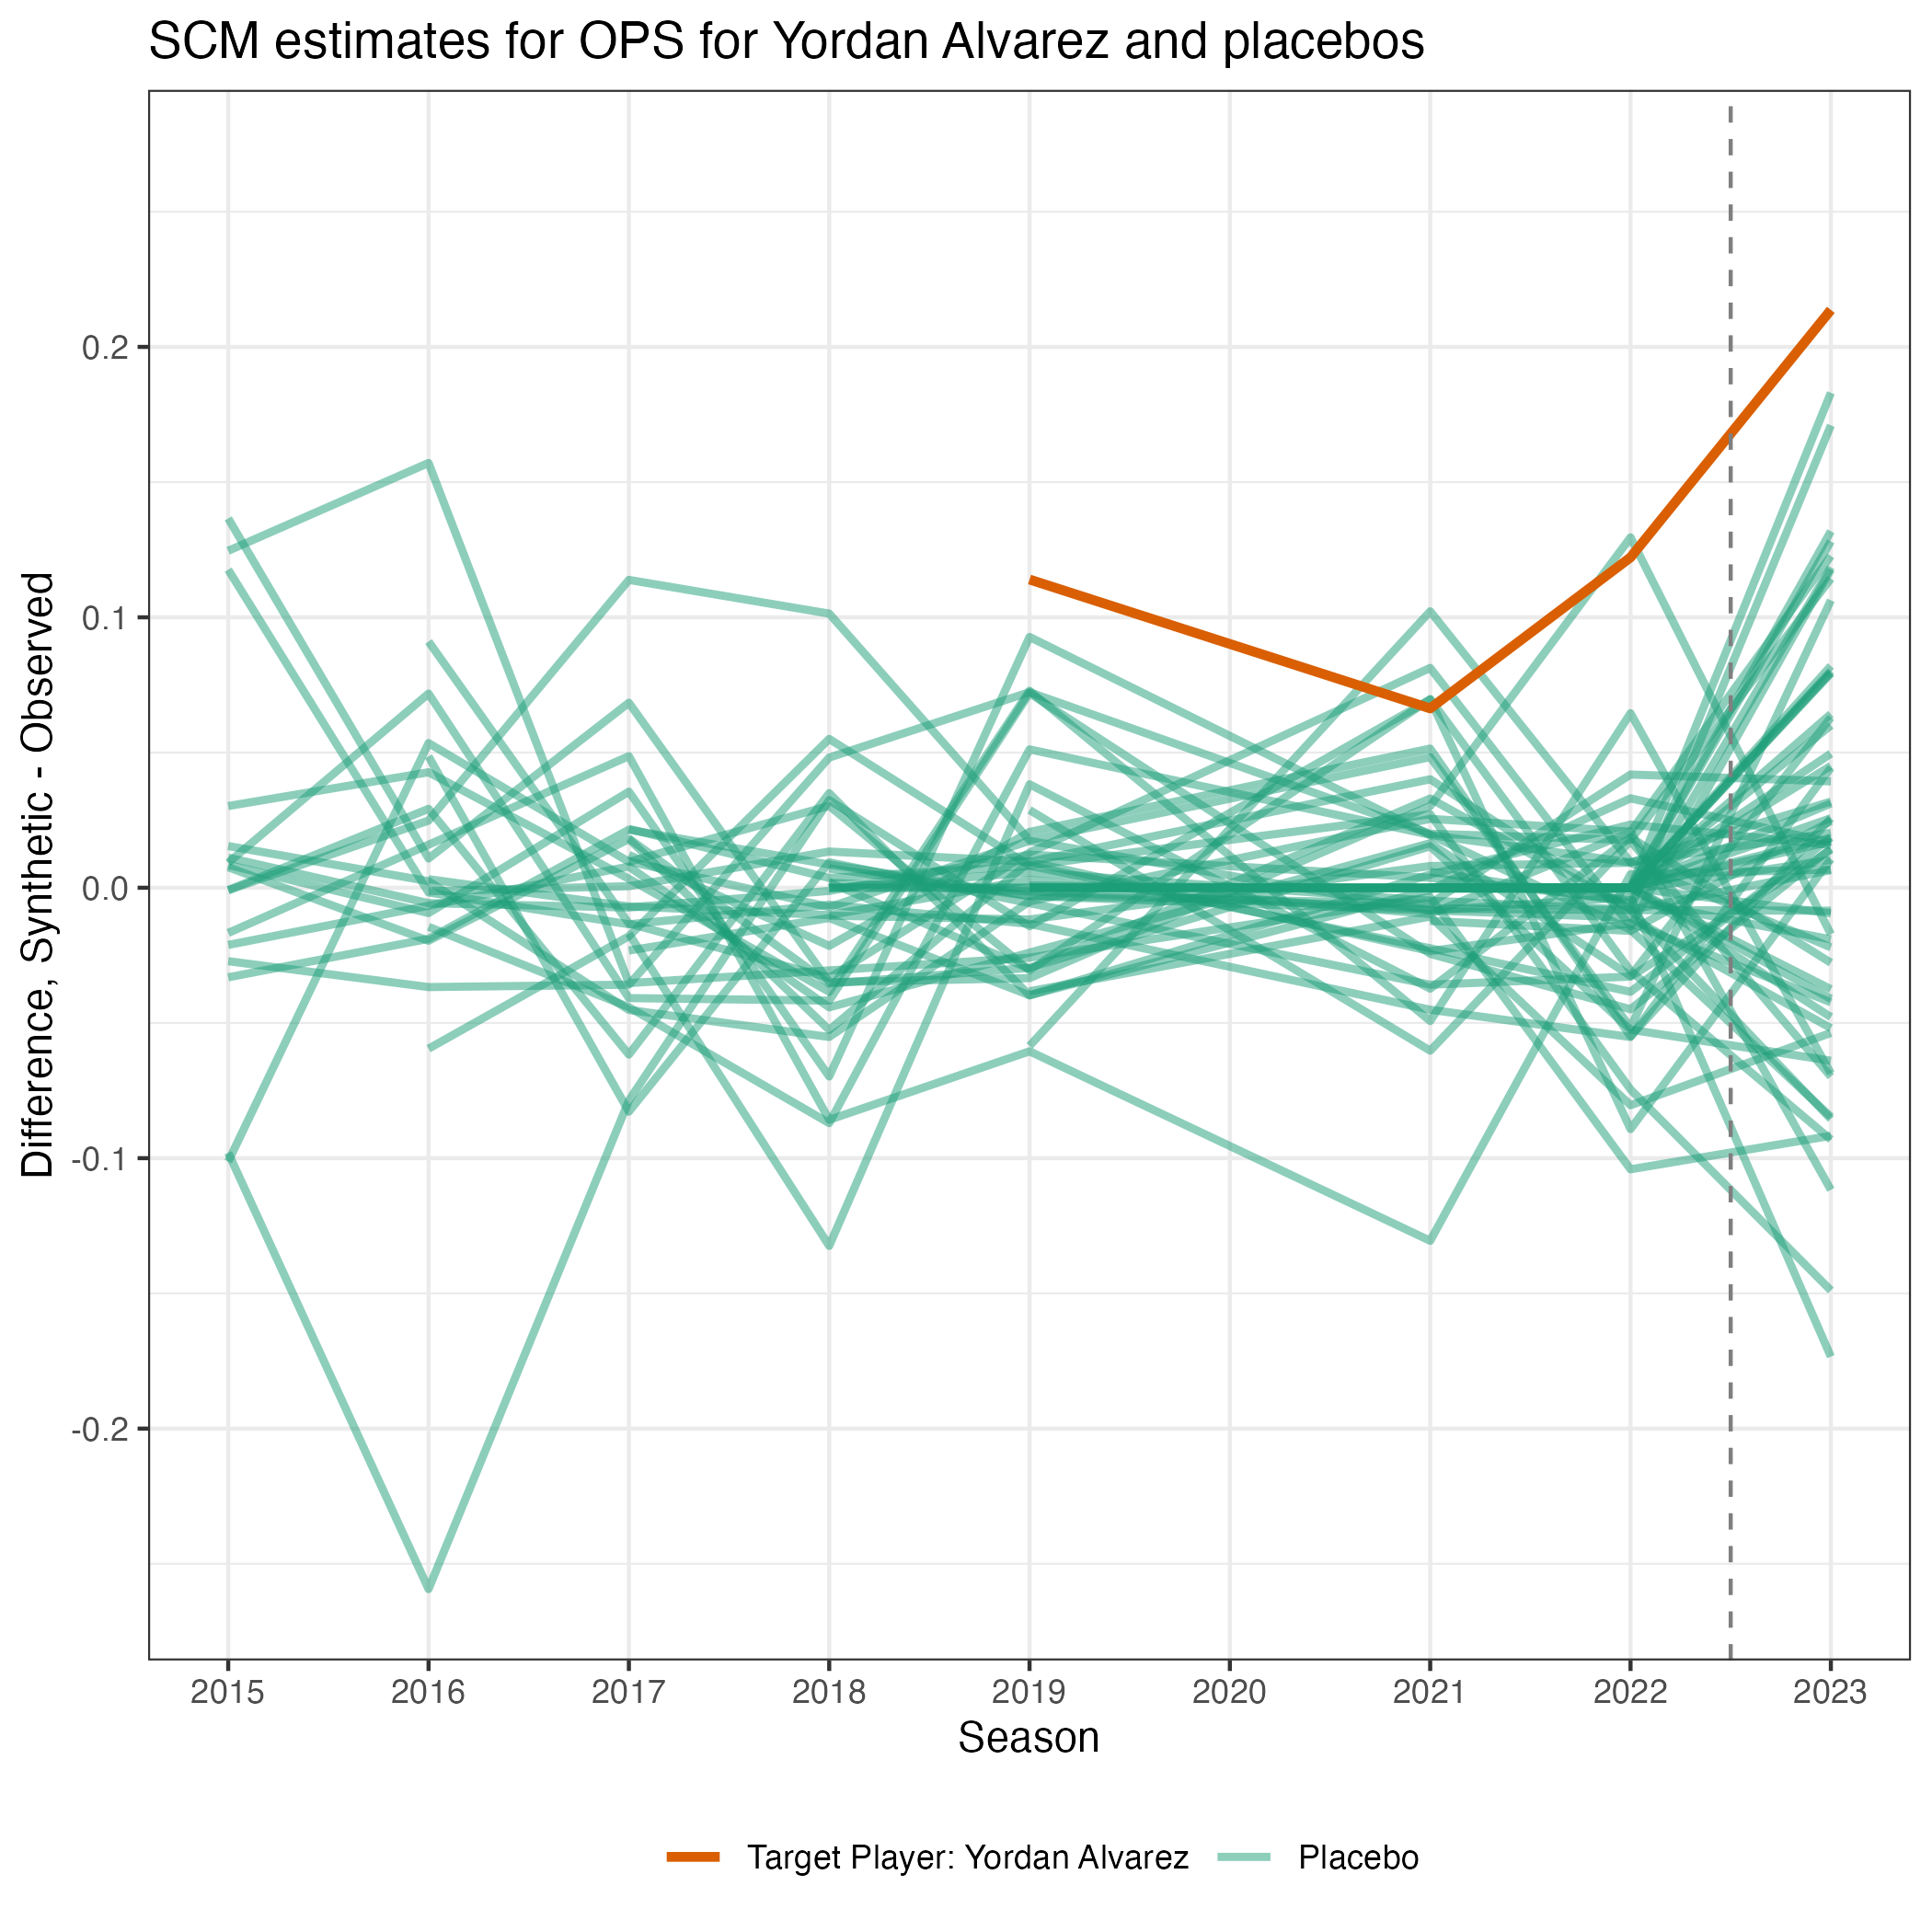 SCM estimates for OPS for Yordan Alvarez and placebos
Difference, Synthetic - Observed
0.2
0.1
0.0
-0.1
-0.2
2015 2016 2017 2018 2019 2020 2021 2022 2023
Season
Target Player: Yordan Alvarez Placebo